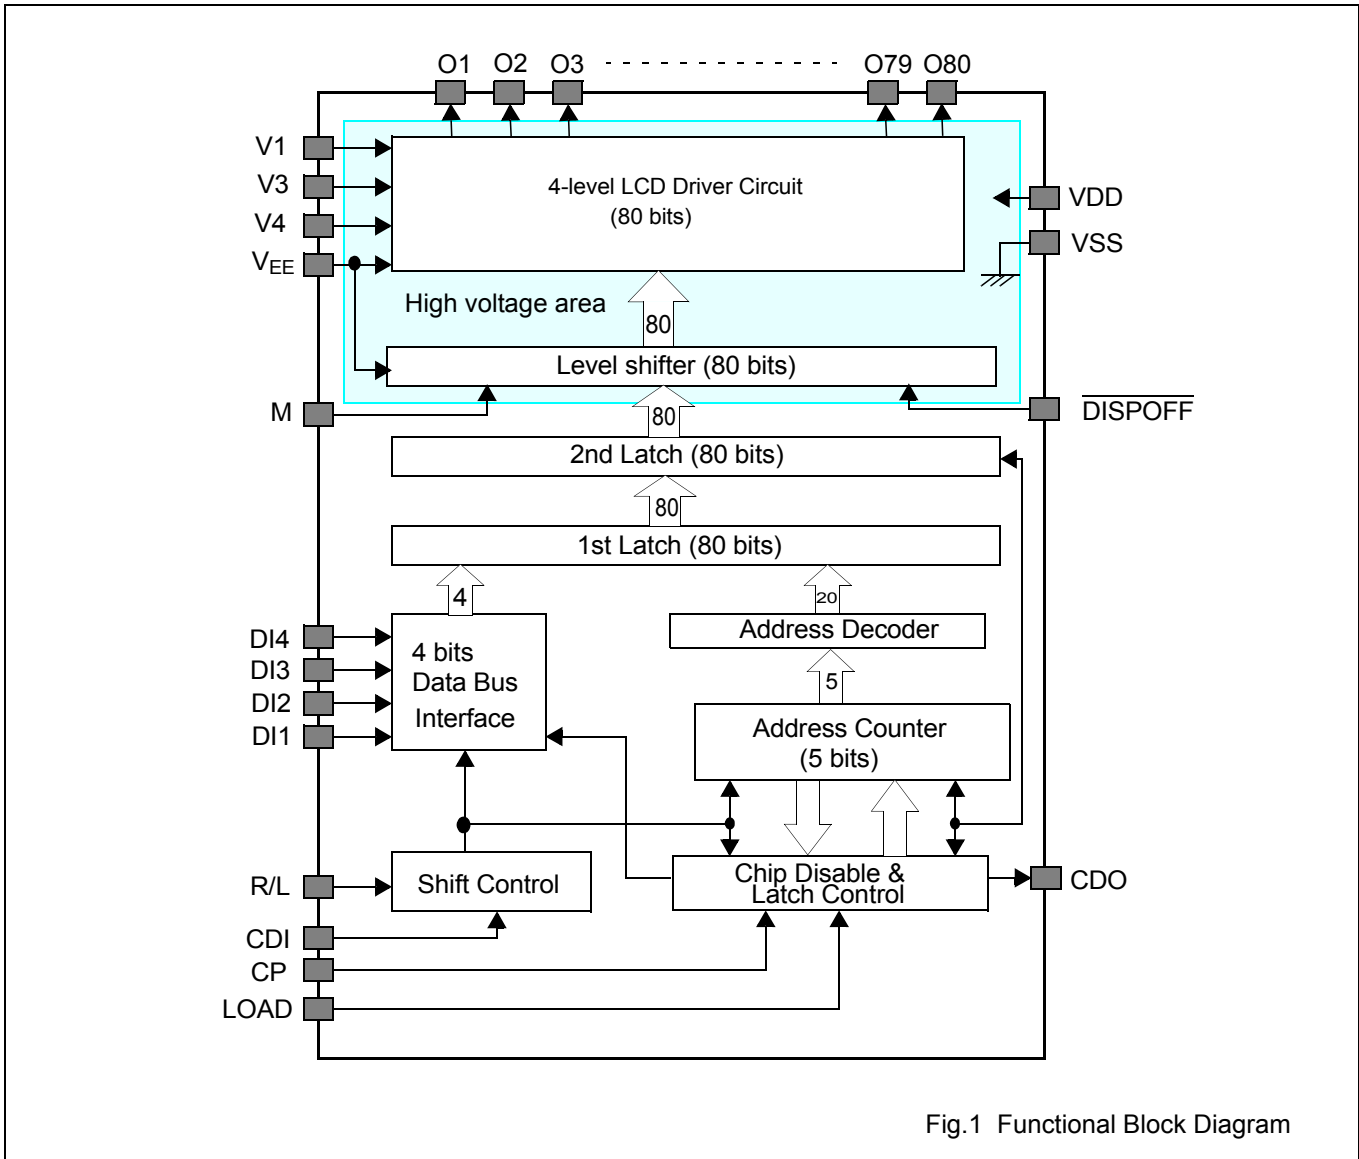 O1 O2 O3 O79 O80
V1
V3
V4
VEE
4-level LCD Driver Circuit
(80 bits)
VDD
VSS
High voltage area
80
Level shifter (80 bits)
M
DISPOFF
80
2nd Latch (80 bits)
80
1st Latch (80 bits)
4
20
Address Decoder
DI4
DI3
DI2
DI1
4 bits
Data Bus
Interface
5
Address Counter
(5 bits)
R/L
Shift Control
Chip Disable &
Latch Control
CDO
CDI
CP
LOAD
Fig.1 Functional Block Diagram